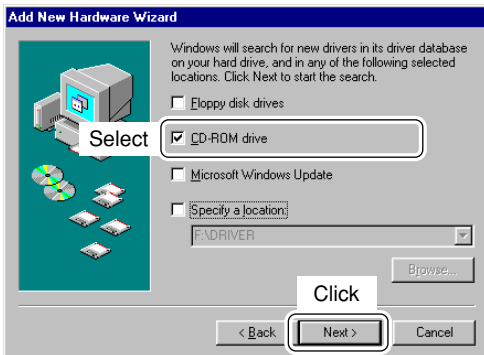 Add New Hardware Wizard
Windows will search for new drivers in its driver database
on your hard drive, and in any of the following selected
locations. Click Next to start the search.
Floppy disk drives
Select
CD-ROM drive
Microsoft Windows Update
Specify a location:
F:\DRIVER
Browse...
Click
< Back
Next >
Cancel